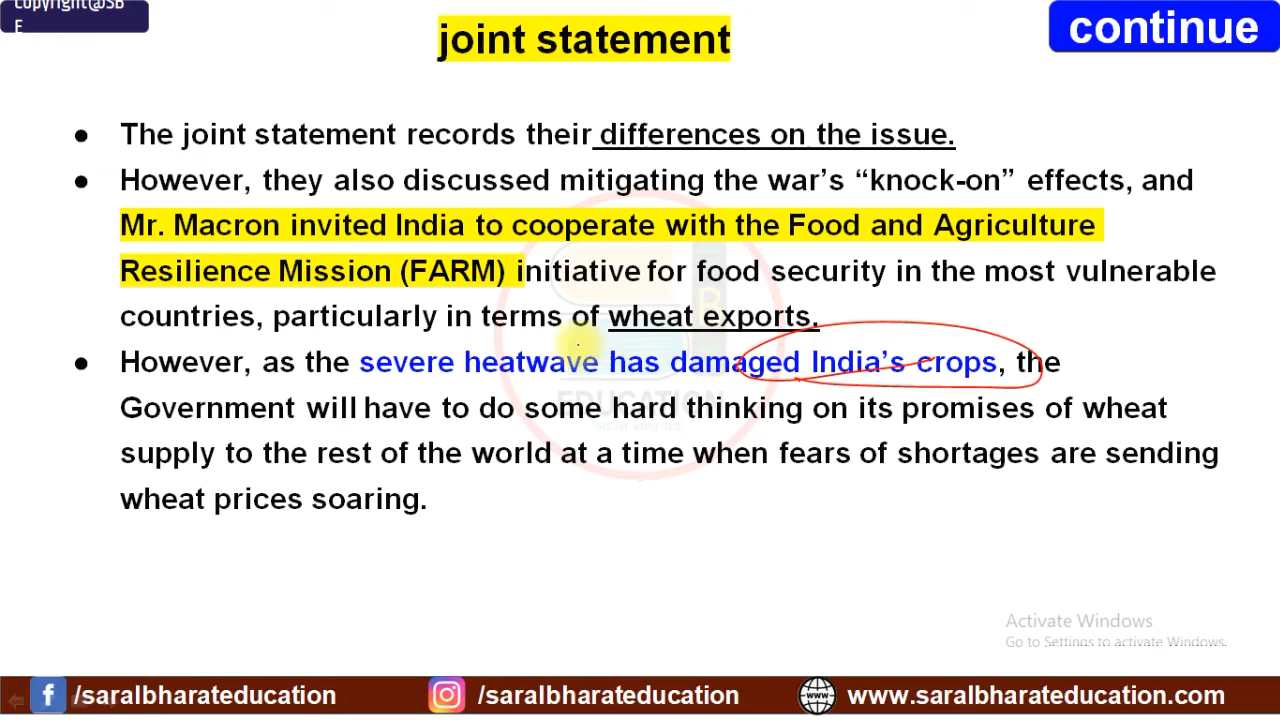 Copyright@SB
E
joint statement
continue
● The joint statement records their differences on the issue.
● However, they also discussed mitigating the war’s “knock-on” effects, and
Mr. Macron invited India to cooperate with the Food and Agriculture
Resilience Mission (FARM) initiative for food security in the most vulnerable
countries, particularly in terms of wheat exports.
● However, as the severe heatwave has damaged India’s crops, the
Government will have to do some hard thinking on its promises of wheat
supply to the rest of the world at a time when fears of shortages are sending
wheat prices soaring.
EDUCATION
Activate Windows
Go to Settings to activate Windows.
/saralbharateducation
/saralbharateducation
www.saralbharateducation.com